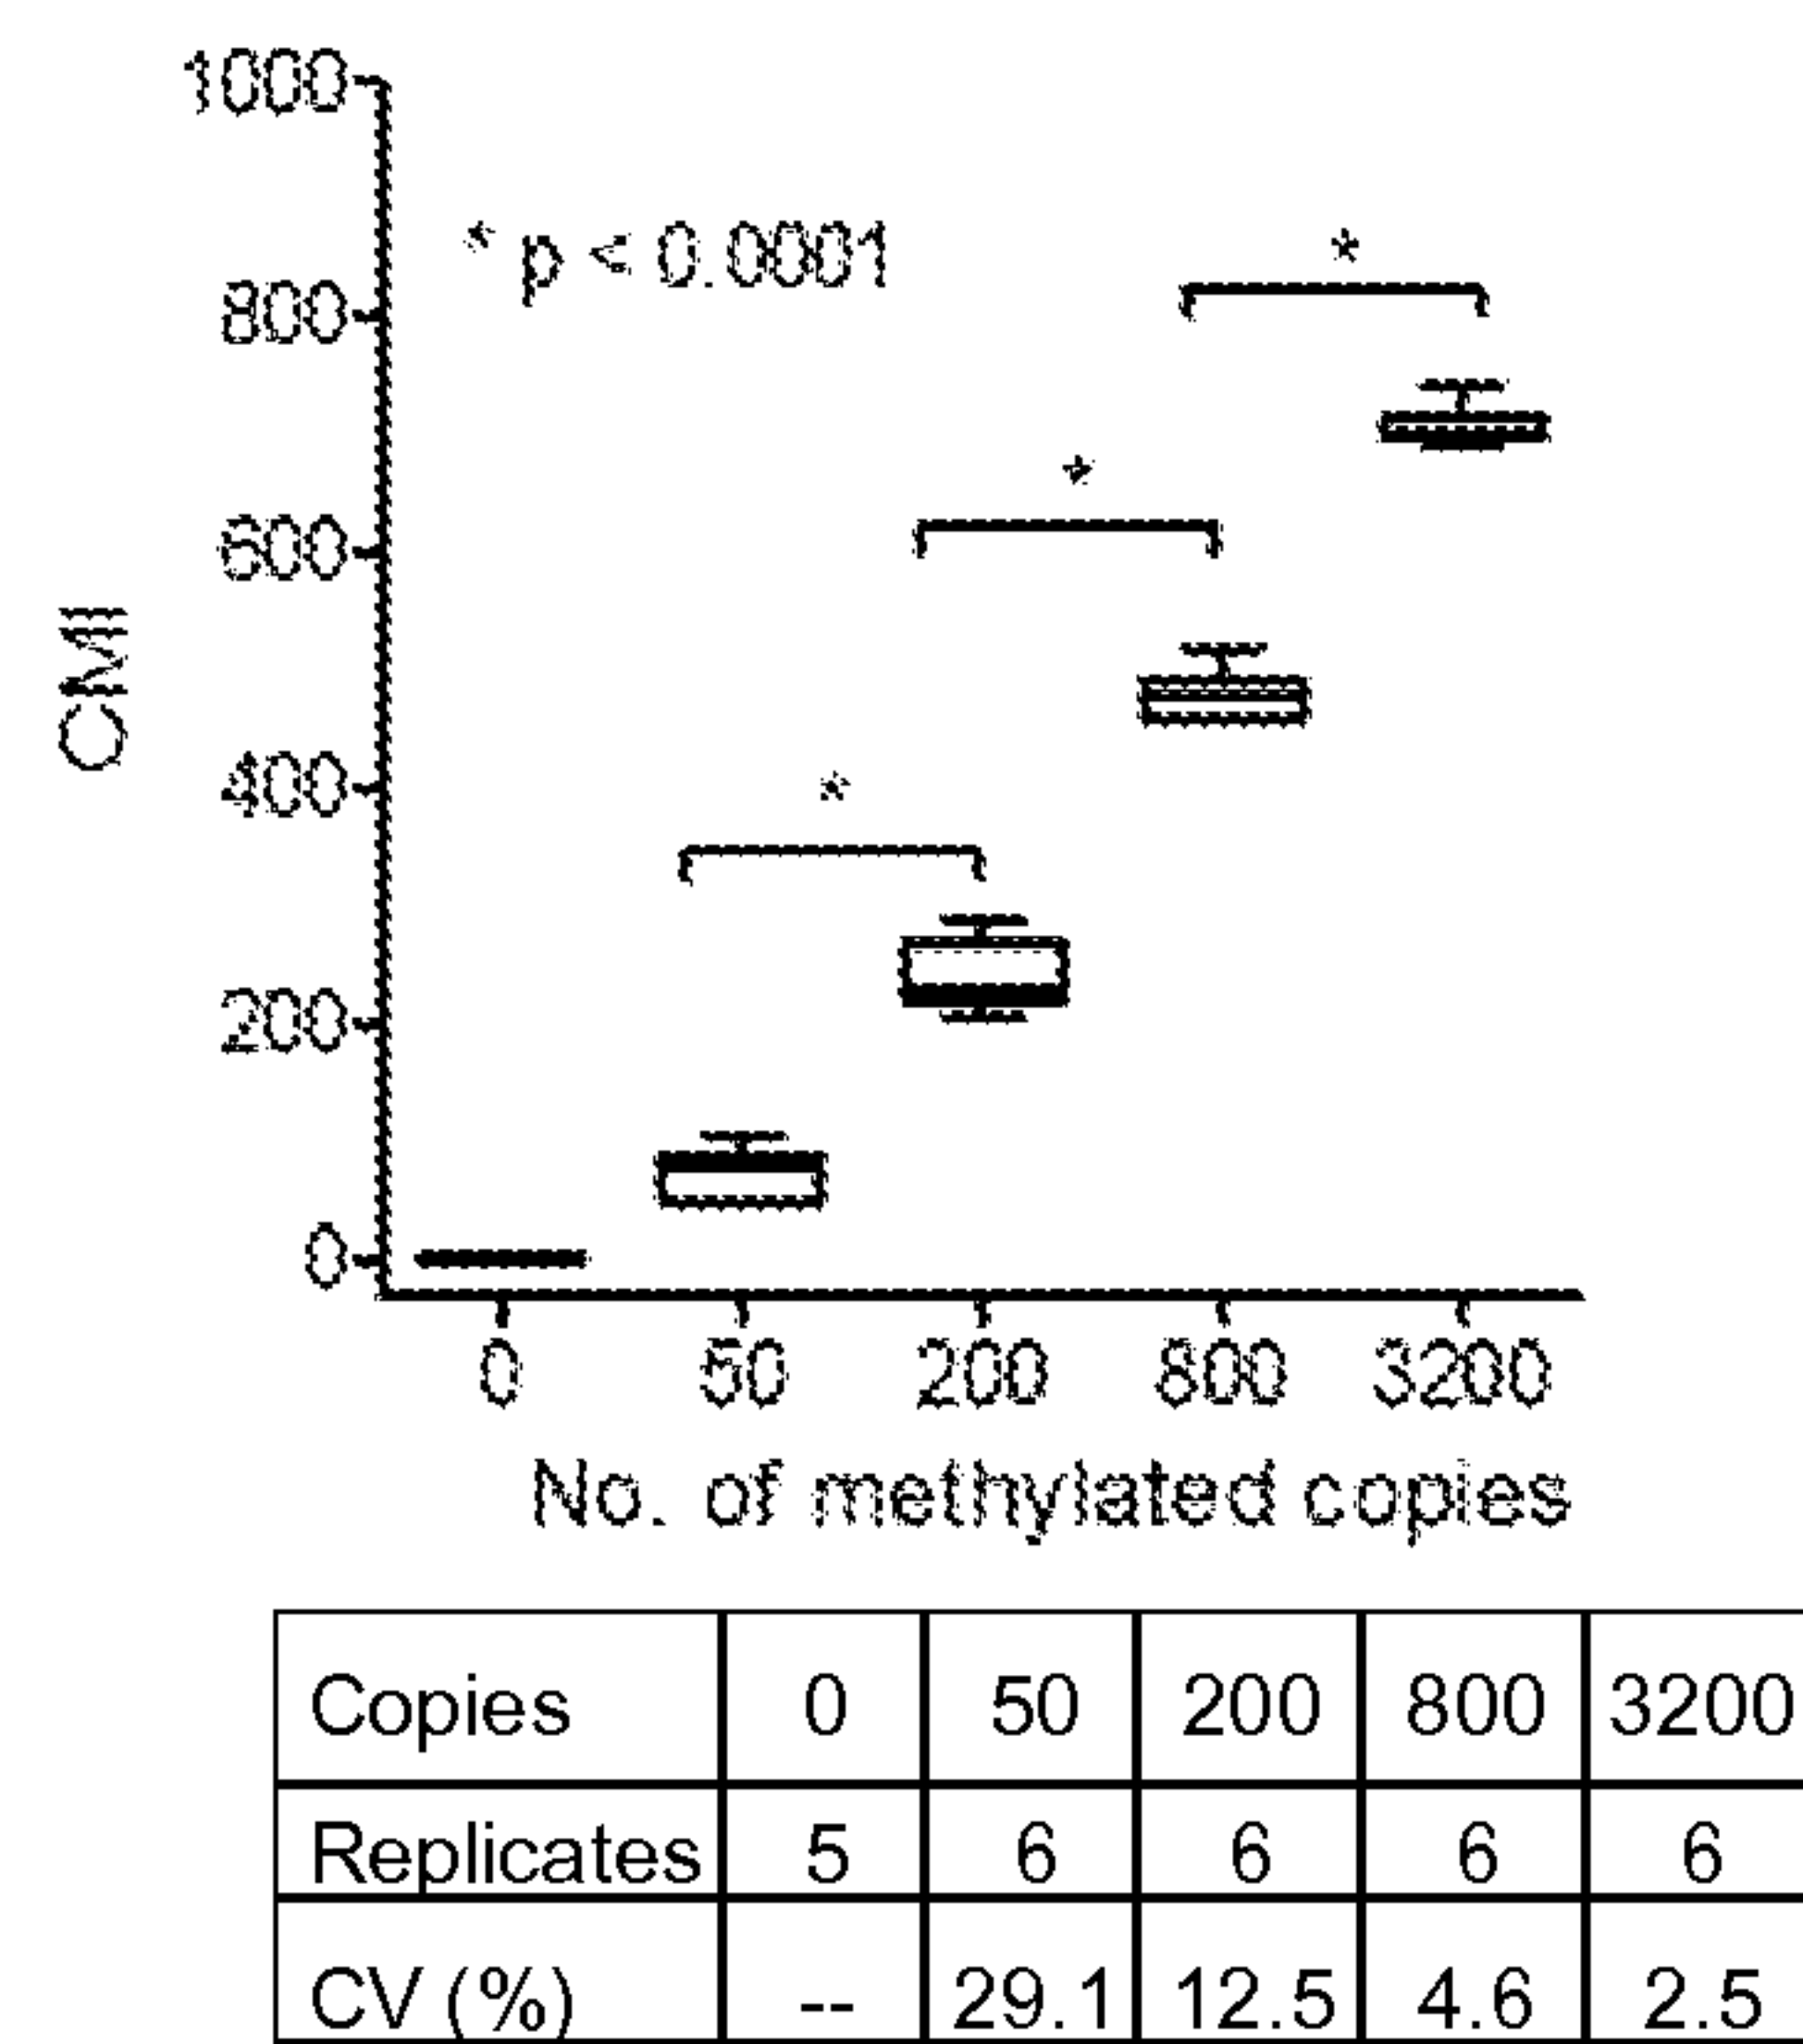 1000
* p < 0.0001
*
800
*
600
CMI
400
*
200
0
0 50 200 800 3200
No. of methylated copies
Copies 0 50 200 800 3200
Replicates 5 6 6 6 6
CV (%) -- 29.1 12.5 4.6 2.5